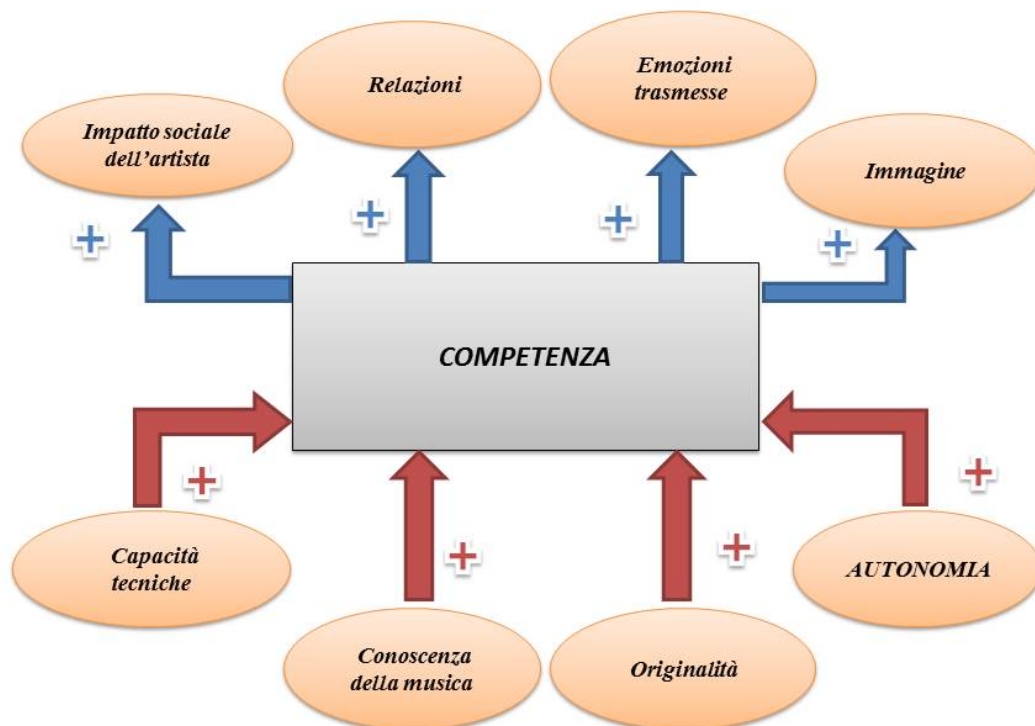 Relazioni
Emozioni
trasmesse
Impatto sociale
dell'artista
Immagine
+
+
+
+
COMPETENZA
+
+
+
+
Capacità
tecniche
AUTONOMIA
Conoscenza
della musica
Originalità